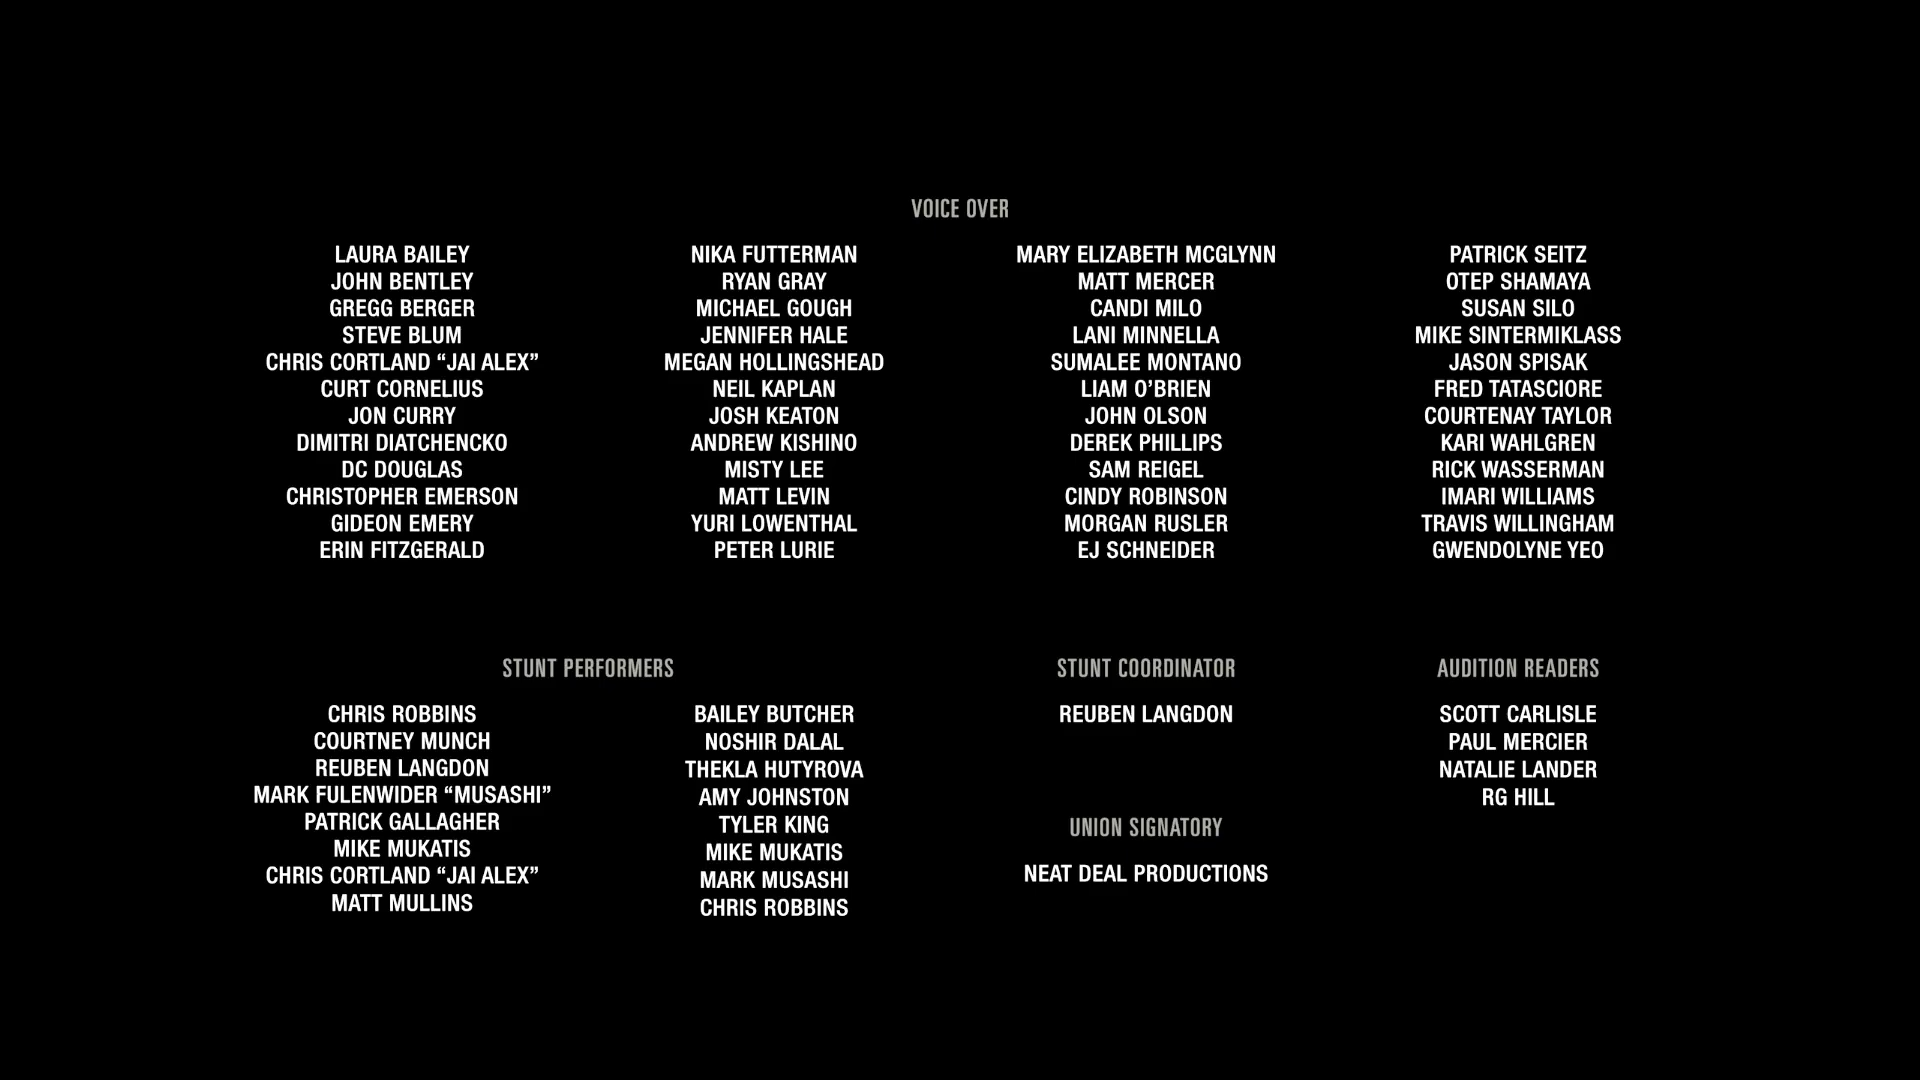 VOICE OVER
LAURA BAILEY
JOHN BENTLEY
GREGG BERGER
STEVE BLUM
CHRIS CORTLAND “JAI ALEX”
CURT CORNELIUS
JON CURRY
DIMITRI DIATCHENCKO
DC DOUGLAS
CHRISTOPHER EMERSON
GIDEON EMERY
ERIN FITZGERALD
NIKA FUTTERMAN
RYAN GRAY
MICHAEL GOUGH
JENNIFER HALE
MEGAN HOLLINGSHEAD
NEIL KAPLAN
JOSH KEATON
ANDREW KISHINO
MISTY LEE
MATT LEVIN
YURI LOWENTHAL
PETER LURIE
MARY ELIZABETH MCGLYNN
MATT MERCER
CANDI MILO
LANI MINNELLA
SUMALEE MONTANO
LIAM O’BRIEN
JOHN OLSON
DEREK PHILLIPS
SAM REIGEL
CINDY ROBINSON
MORGAN RUSLER
EJ SCHNEIDER
PATRICK SEITZ
OTEP SHAMAYA
SUSAN SILO
MIKE SINTERMIKLASS
JASON SPISAK
FRED TATASCIORE
COURTENAY TAYLOR
KARI WAHLGREN
RICK WASSERMAN
IMARI WILLIAMS
TRAVIS WILLINGHAM
GWENDOLYNE YEO
STUNT PERFORMERS
CHRIS ROBBINS
COURTNEY MUNCH
REUBEN LANGDON
MARK FULENWIDER “MUSASHI”
PATRICK GALLAGHER
MIKE MUKATIS
CHRIS CORTLAND “JAI ALEX”
MATT MULLINS
BAILEY BUTCHER
NOSHIR DALAL
THEKLA HUTYROVA
AMY JOHNSTON
TYLER KING
MIKE MUKATIS
MARK MUSASHI
CHRIS ROBBINS
STUNT COORDINATOR
REUBEN LANGDON
UNION SIGNATORY
NEAT DEAL PRODUCTIONS
AUDITION READERS
SCOTT CARLISLE
PAUL MERCIER
NATALIE LANDER
RG HILL